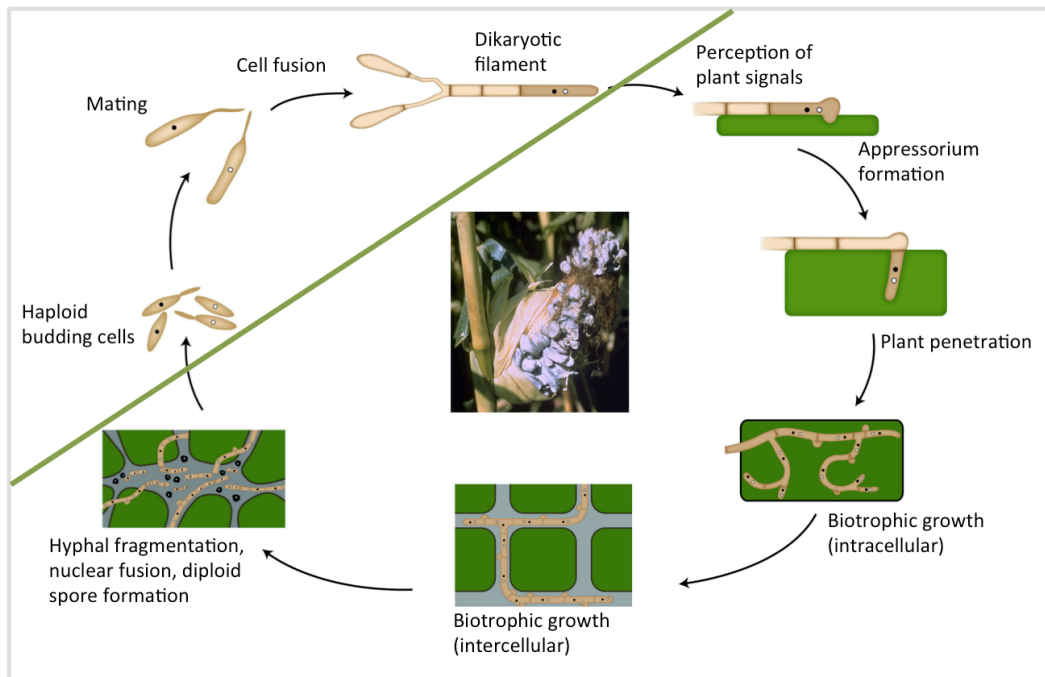 Dikaryotic
filament
Cell fusion
Mating
Perception of
plant signals
Appressorium
formation
Plant penetration
Biotrophic growth
(intracellular)
Biotrophic growth
(intercellular)
Hyphal fragmentation,
nuclear fusion, diploid
spore formation
Haploid
budding cells